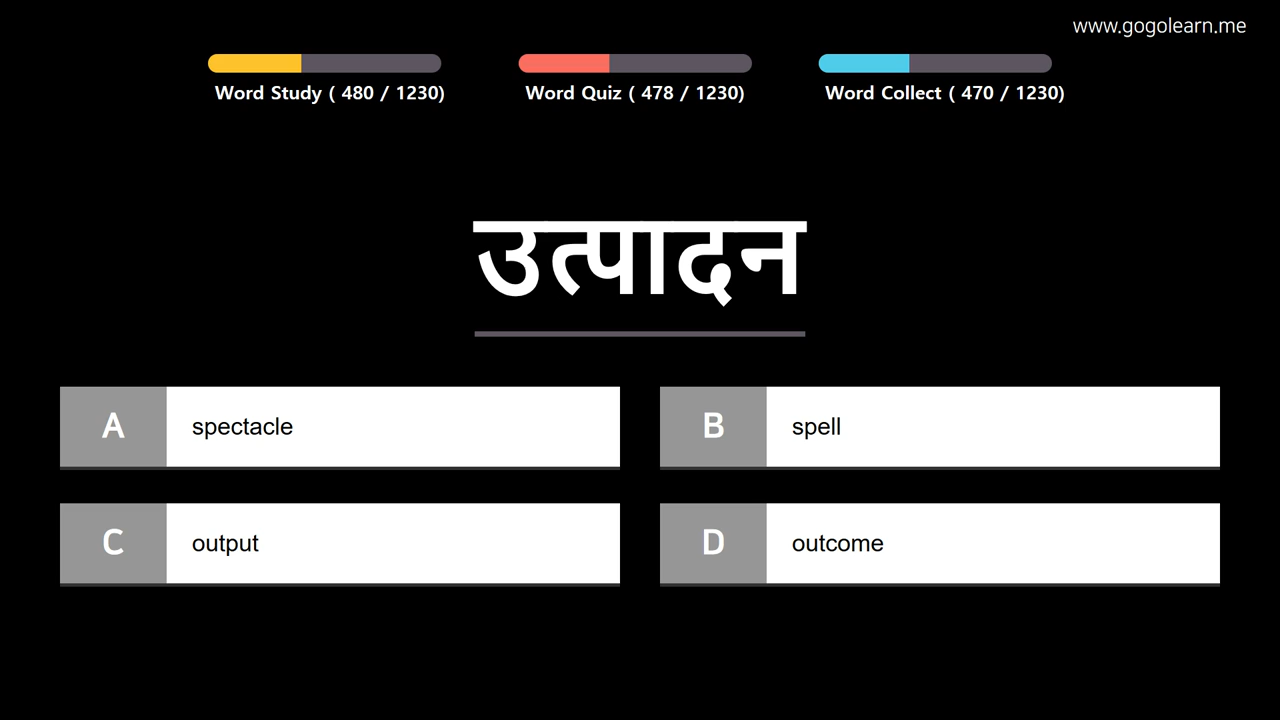 www.gogolearn.me
Word Study ( 480 / 1230)
Word Quiz ( 478 / 1230)
Word Collect ( 470 / 1230)
उत्पादन
A spectacle
B spell
C output
D outcome